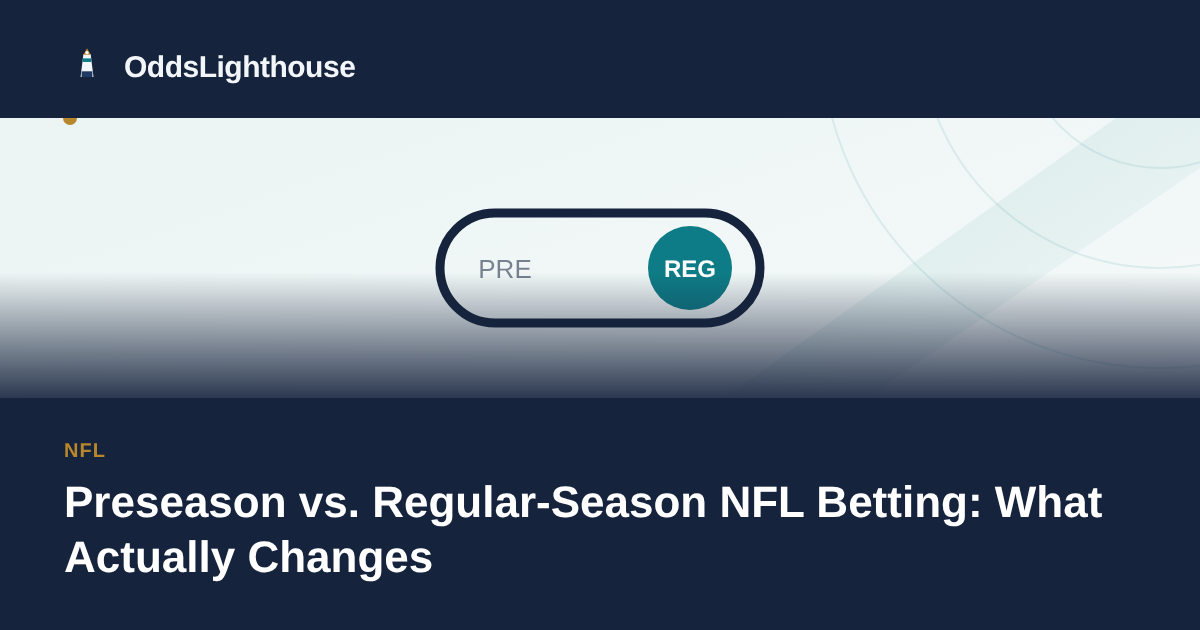 OddsLighthouse
PRE
REG
NFL
Preseason vs. Regular-Season NFL Betting: What
Actually Changes